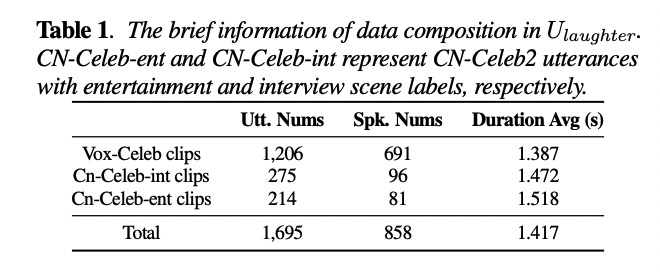 Table 1. The brief information of data composition in U_laughter.
CN-Celeb-ent and CN-Celeb-int represent CN-Celeb2 utterances
with entertainment and interview scene labels, respectively.
Utt. Nums Spk. Nums Duration Avg (s)
Vox-Celeb clips 1,206 691 1.387
Cn-Celeb-int clips 275 96 1.472
Cn-Celeb-ent clips 214 81 1.518
Total 1,695 858 1.417